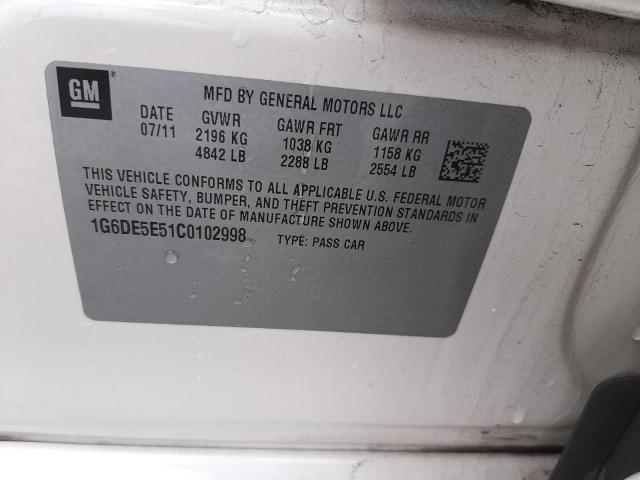 GM
®
MFD BY GENERAL MOTORS LLC
DATE GVWR GAWR FRT GAWR RR
07/11 2196 KG 1038 KG 1158 KG
4842 LB 2288 LB 2554 LB
THIS VEHICLE CONFORMS TO ALL APPLICABLE U.S. FEDERAL MOTOR
VEHICLE SAFETY, BUMPER, AND THEFT PREVENTION STANDARDS IN
EFFECT ON THE DATE OF MANUFACTURE SHOWN ABOVE.
1G6DE5E51C0102998 TYPE: PASS CAR